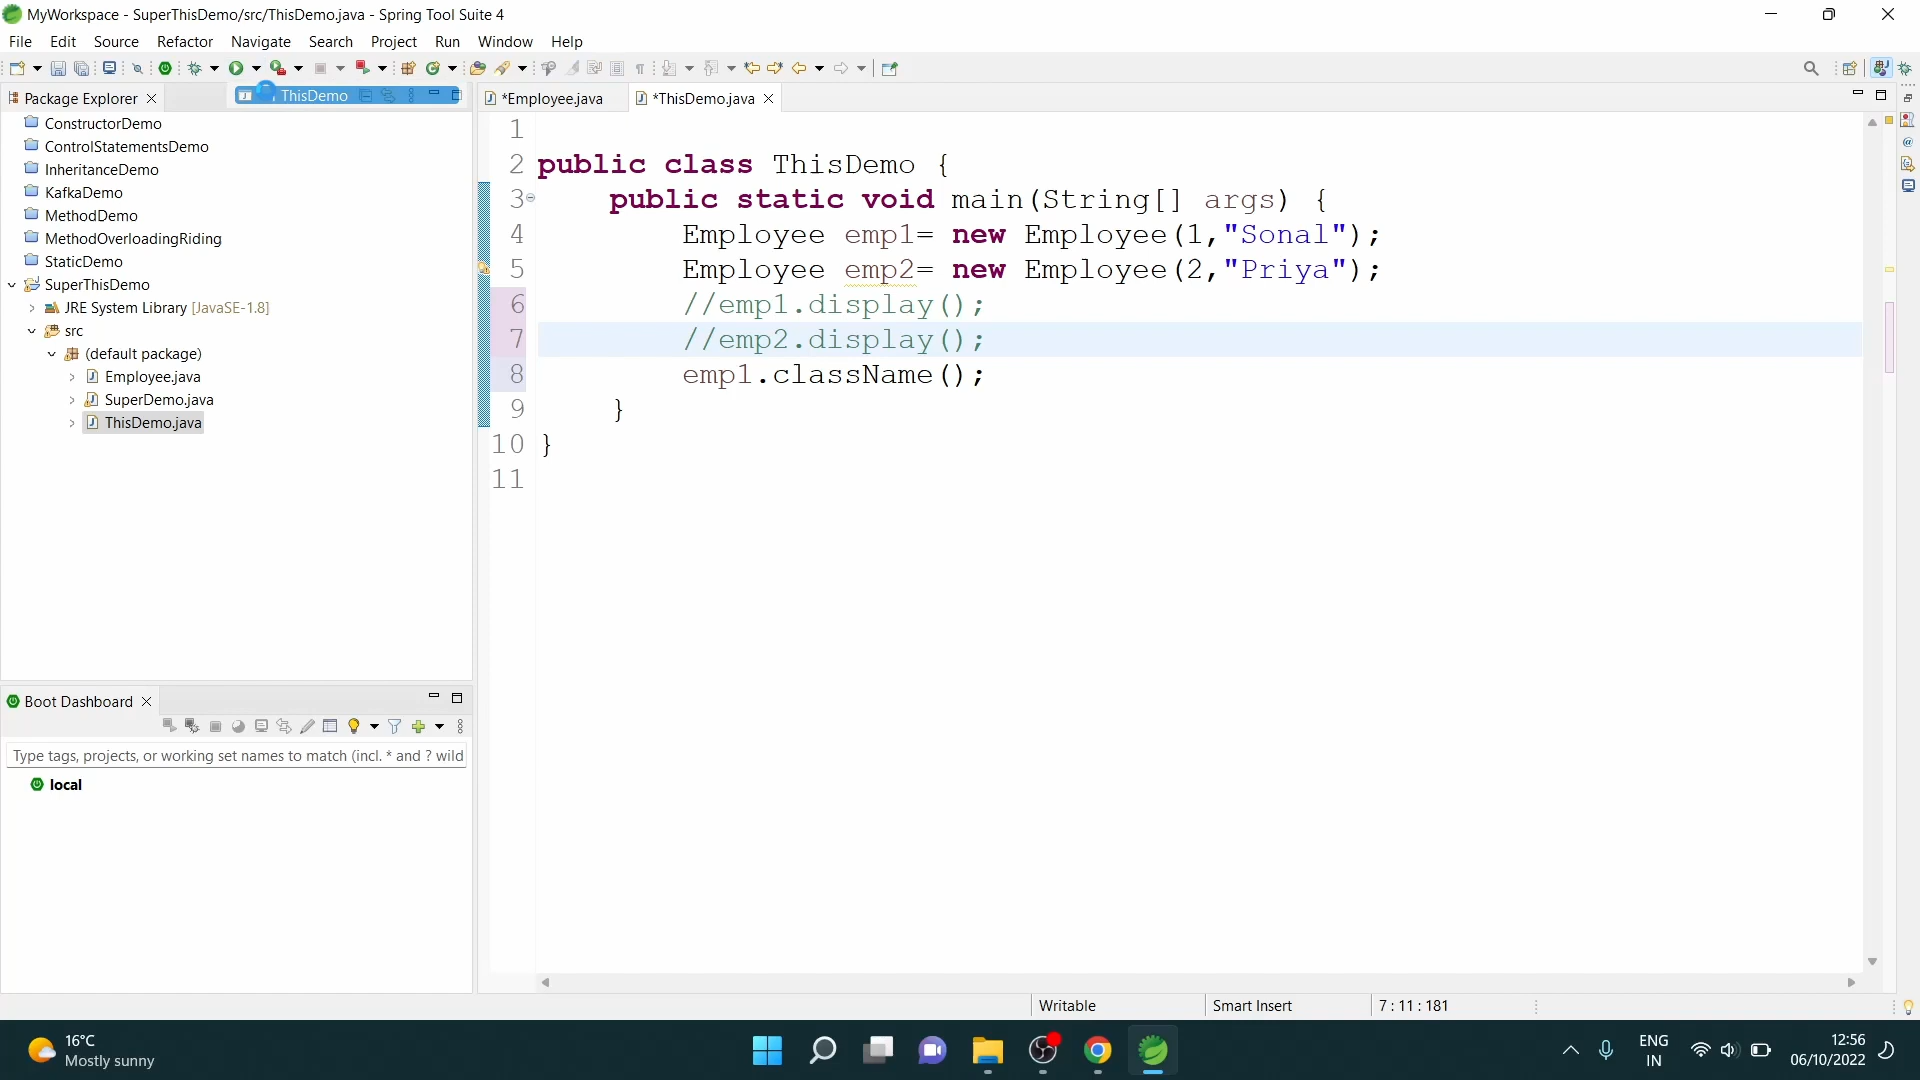 MyWorkspace - SuperThisDemo/src/ThisDemo.java - Spring Tool Suite 4
File Edit Source Refactor Navigate Search Project Run Window Help
Package Explorer
ThisDemo
*Employee.java
*ThisDemo.java
ConstructorDemo
ControlStatementsDemo
InheritanceDemo
KafkaDemo
MethodDemo
MethodOverloadingRiding
StaticDemo
SuperThisDemo
JRE System Library [JavaSE-1.8]
src
(default package)
Employee.java
SuperDemo.java
ThisDemo.java
1
2 public class ThisDemo {
3 public static void main(String[] args) {
4 Employee emp1= new Employee(1,"Sonal");
5 Employee emp2= new Employee(2,"Priya");
6 //emp1.display();
7 //emp2.display();
8 emp1.className();
9 }
10 }
11
Boot Dashboard
Type tags, projects, or working set names to match (incl. * and ? wild
local
Writable
Smart Insert
7 : 11 : 181
16°C
Mostly sunny
ENG
IN
12:56
06/10/2022